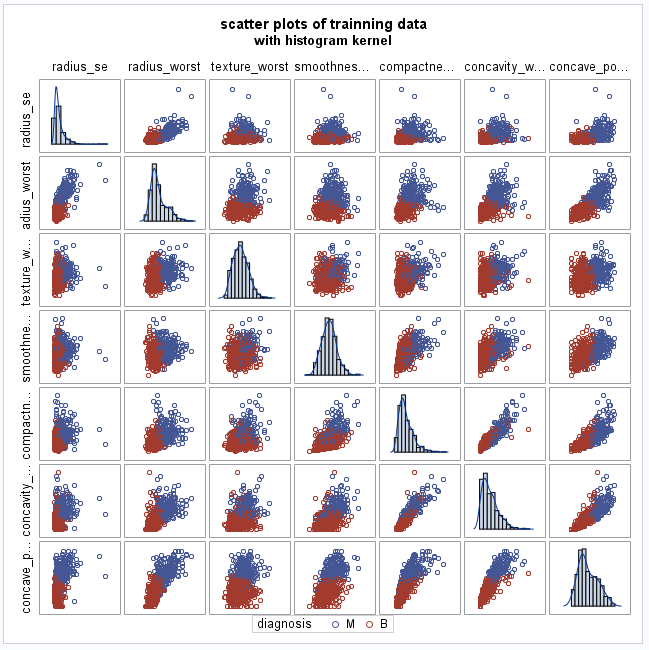 scatter plots of trainning data
with histogram kernel
radius_se radius_worst texture_worst smoothnes... compactne... concavity_w... concave_po...
radius_se
adius_worst
texture_w...
smoothne...
compactn...
concavity_...
concave_p...
diagnosis M B